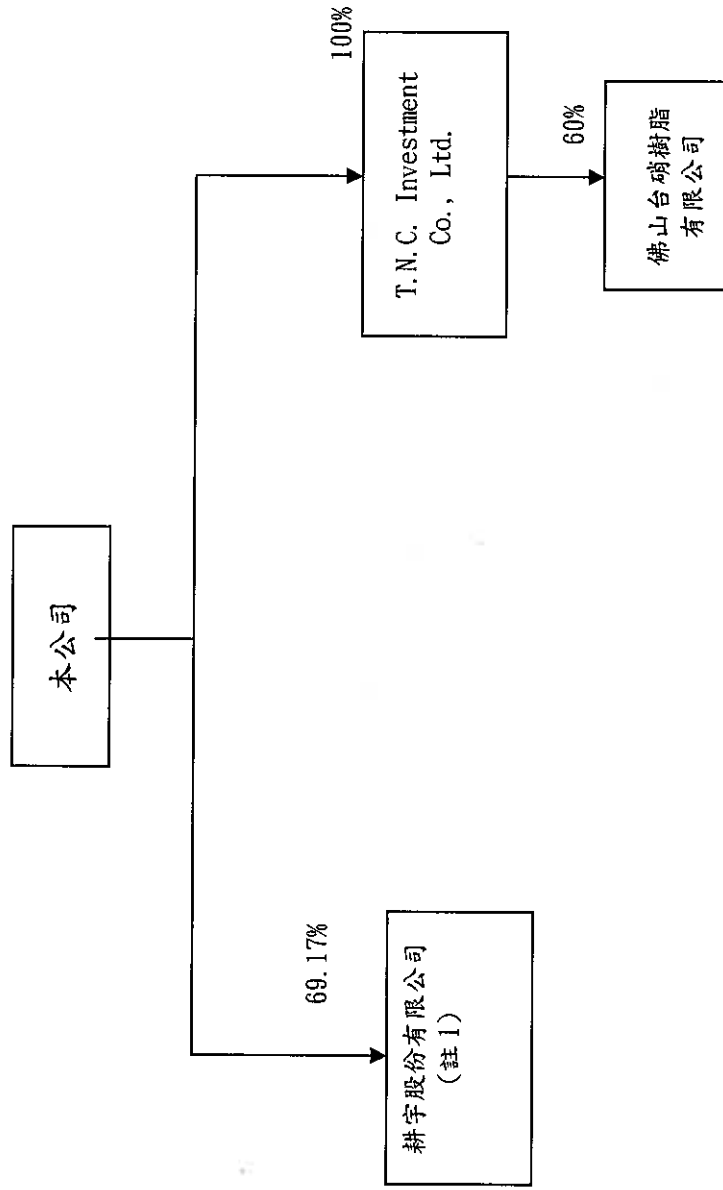 本公司
69.17%
耕宇股份有限公司
(註1)
100%
T.N.C. Investment
Co., Ltd.
60%
佛山台硝樹脂
有限公司